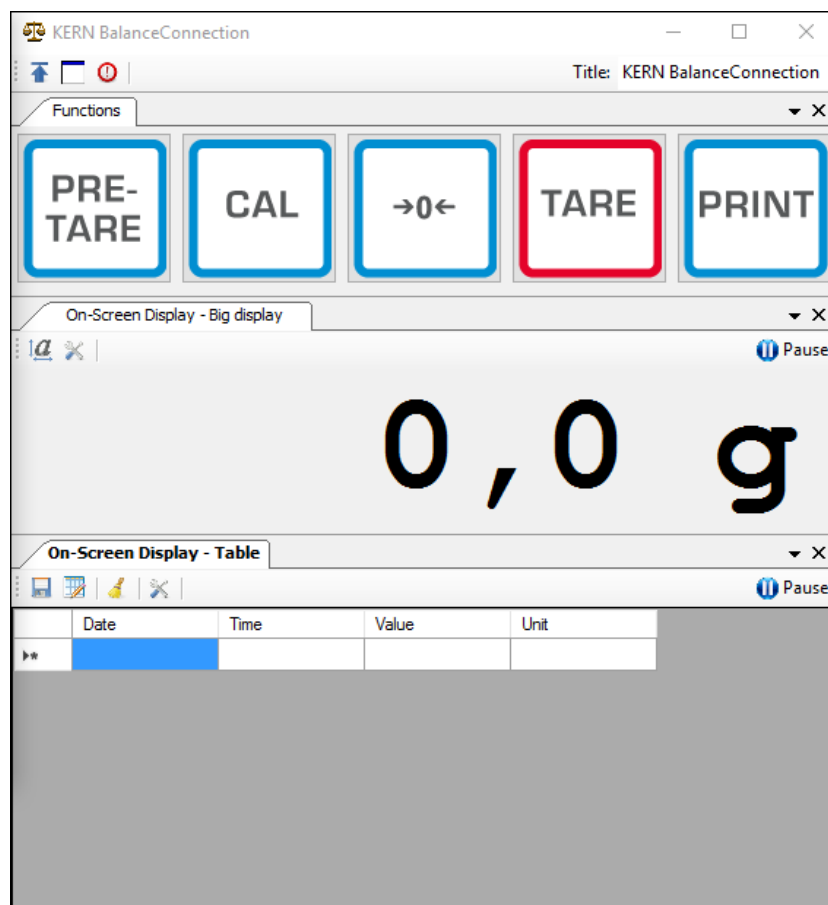 KERN BalanceConnection
Title: KERN BalanceConnection
Functions
PRE-
TARE
CAL
→0←
TARE
PRINT
On-Screen Display - Big display
a
Pause
0,0 g
On-Screen Display - Table
Pause
Date Time Value Unit